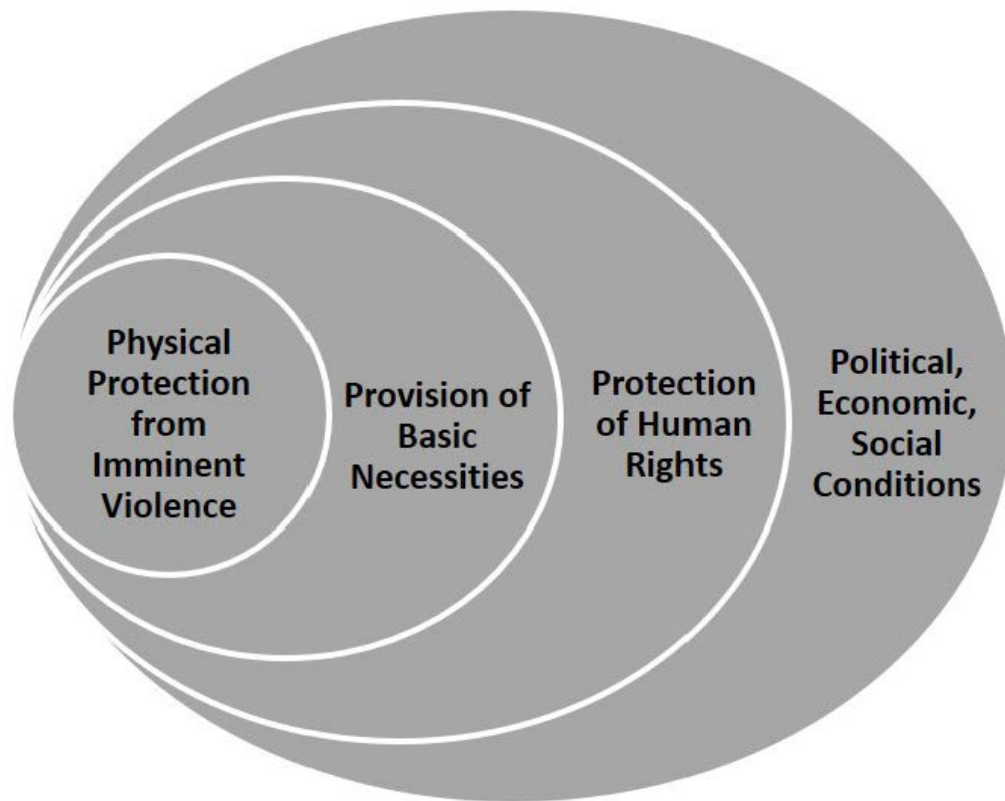 Physical
Protection
from
Imminent
Violence
Provision of
Basic
Necessities
Protection
of Human
Rights
Political,
Economic,
Social
Conditions